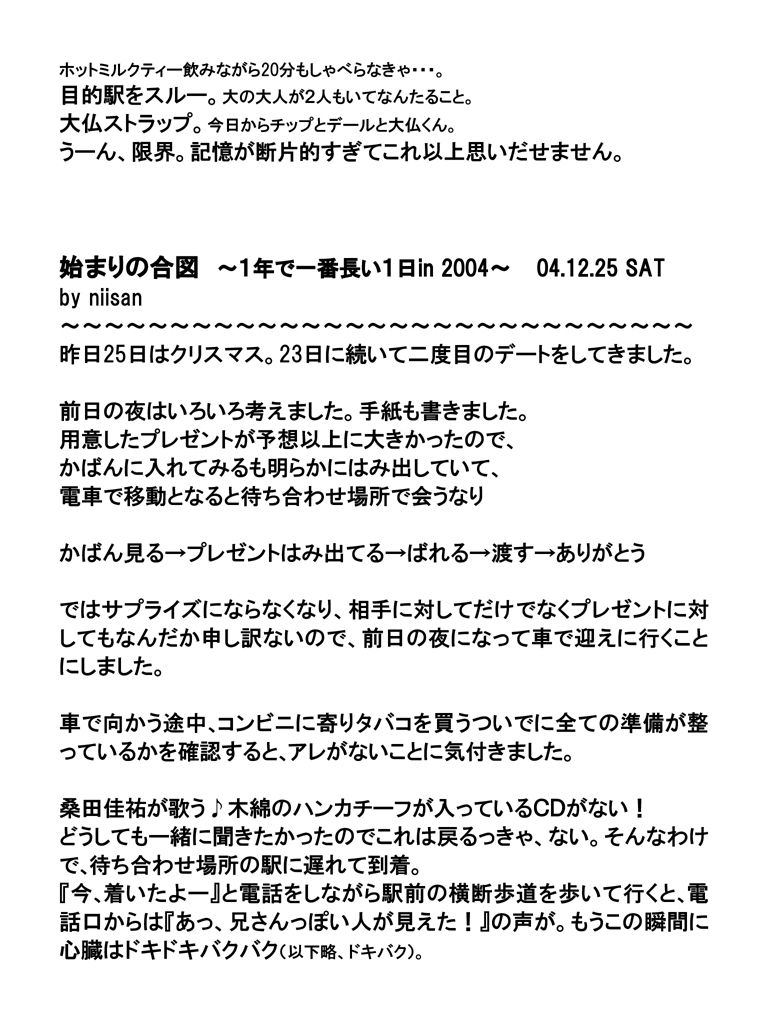 ホットミルクティー飲みながら20分もしゃべらなきゃ・・・。
目的駅をスルー。大の大人が2人もいてなんたること。
大仏ストラップ。今日からチップとデールと大仏くん。
うーん、限界。記憶が断片的すぎてこれ以上思いだせません。
始まりの合図　～1年で一番長い1日in 2004～　04.12.25 SAT
by niisan
～～～～～～～～～～～～～～～～～～～～～～～～～～～～～
昨日25日はクリスマス。23日に続いて二度目のデートをしてきました。
前日の夜はいろいろ考えました。手紙も書きました。
用意したプレゼントが予想以上に大きかったので、
かばんに入れてみるも明らかにはみ出していて、
電車で移動となると待ち合わせ場所で会うなり
かばん見る→プレゼントはみ出てる→ばれる→渡す→ありがとう
ではサプライズにならなくなり、相手に対してだけでなくプレゼントに対
してもなんだか申し訳ないので、前日の夜になって車で迎えに行くこと
にしました。
車で向かう途中、コンビニに寄りタバコを買うついでに全ての準備が整
っているかを確認すると、アレがないことに気付きました。
桑田佳祐が歌う♪木綿のハンカチーフが入っているCDがない！
どうしても一緒に聞きたかったのでこれは戻るっきゃ、ない。そんなわけ
で、待ち合わせ場所の駅に遅れて到着。
『今、着いたよー』と電話をしながら駅前の横断歩道を歩いて行くと、電
話口からは『あっ、兄さんっぽい人が見えた！』の声が。もうこの瞬間に
心臓はドキドキバクバク（以下略、ドキバク）。